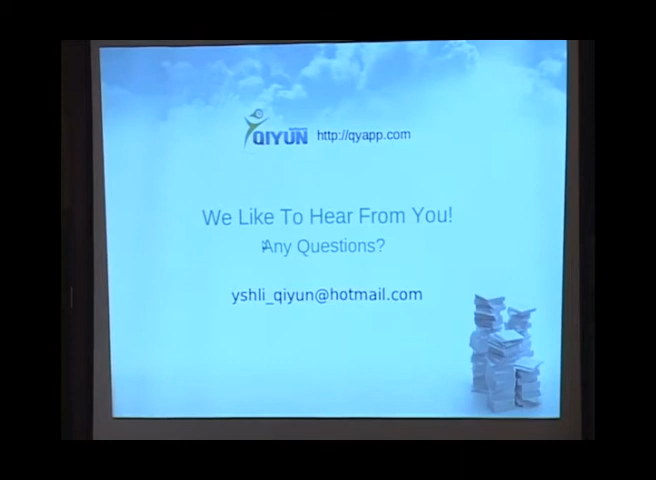 QIYUN http://qyapp.com
We Like To Hear From You!
Any Questions?
yshli_qiyun@hotmail.com